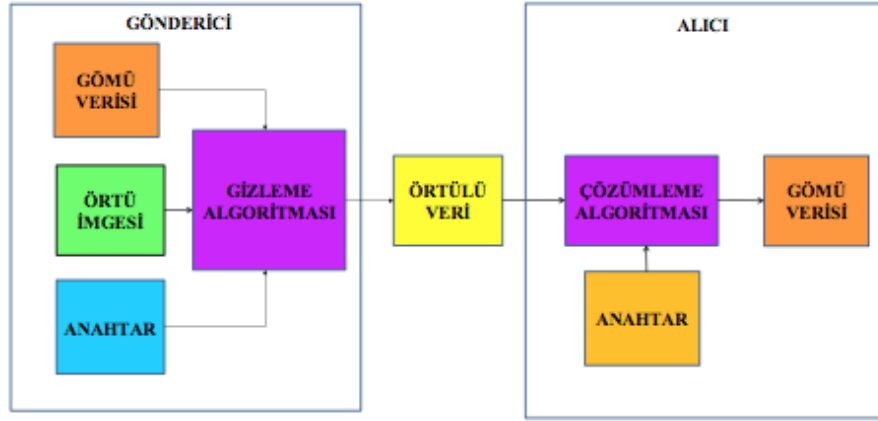 GÖNDERİCİ
GÖMÜ
VERİSİ
ÖRTÜ
İMGESİ
ANAHTAR
GİZLEME
ALGORİTMASI
ÖRTÜLÜ
VERİ
ALICI
ÇÖZÜMLEME
ALGORİTMASI
GÖMÜ
VERİSİ
ANAHTAR